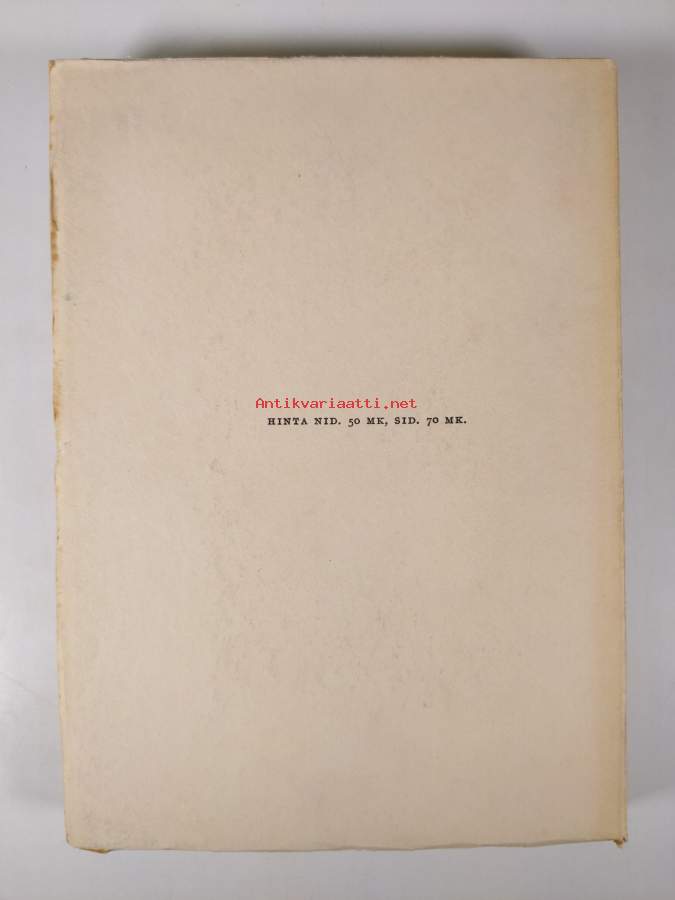 Antikvariaatti.net
HINTA NID. 50 MK, SID. 70 MK.